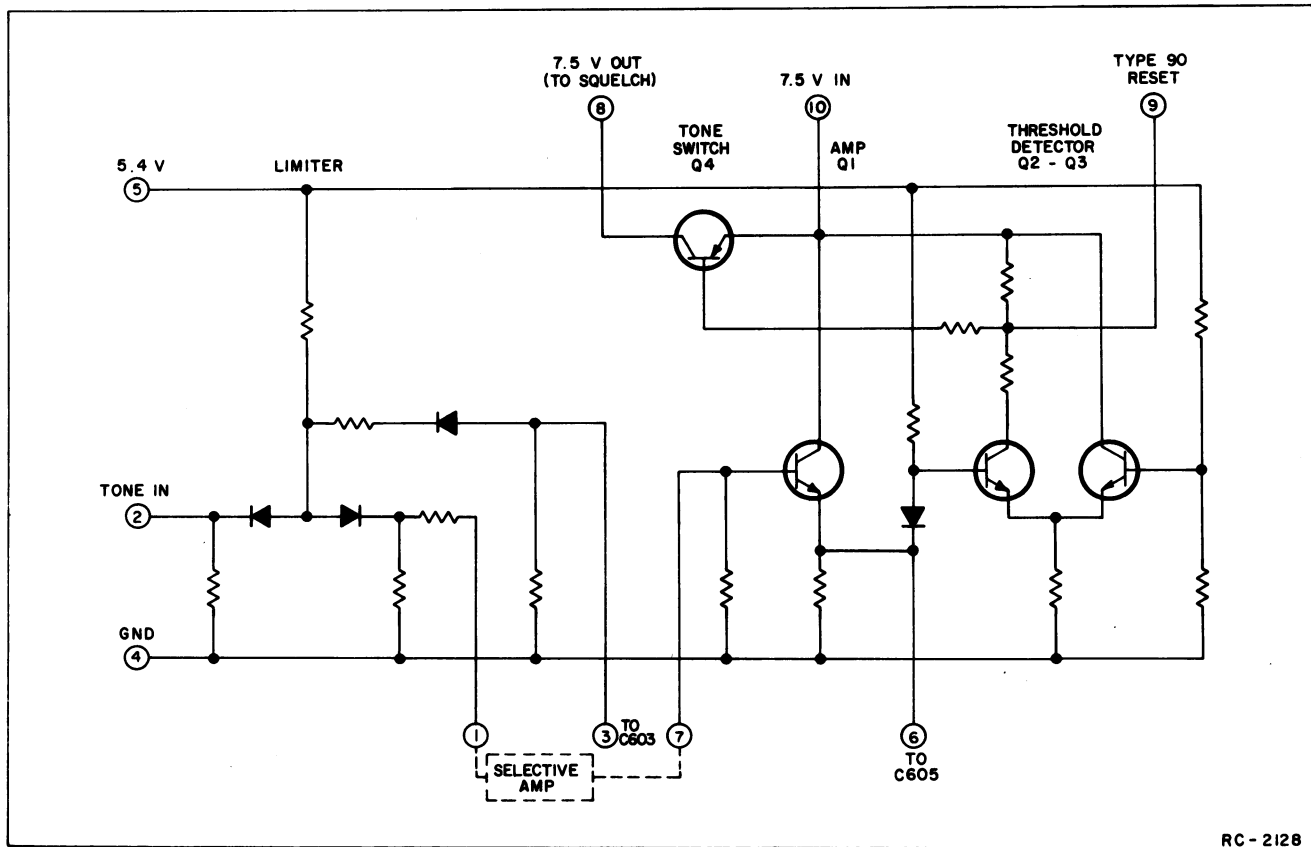 7.5 V OUT
(TO SQUELCH)
8
7.5 V IN
10
TYPE 90
RESET
9
TONE
SWITCH
Q4
AMP
Q1
THRESHOLD
DETECTOR
Q2 - Q3
5.4 V
5
LIMITER
TONE IN
2
GND
4
1
3
TO
C603
7
6
TO
C605
SELECTIVE
AMP
RC-2128